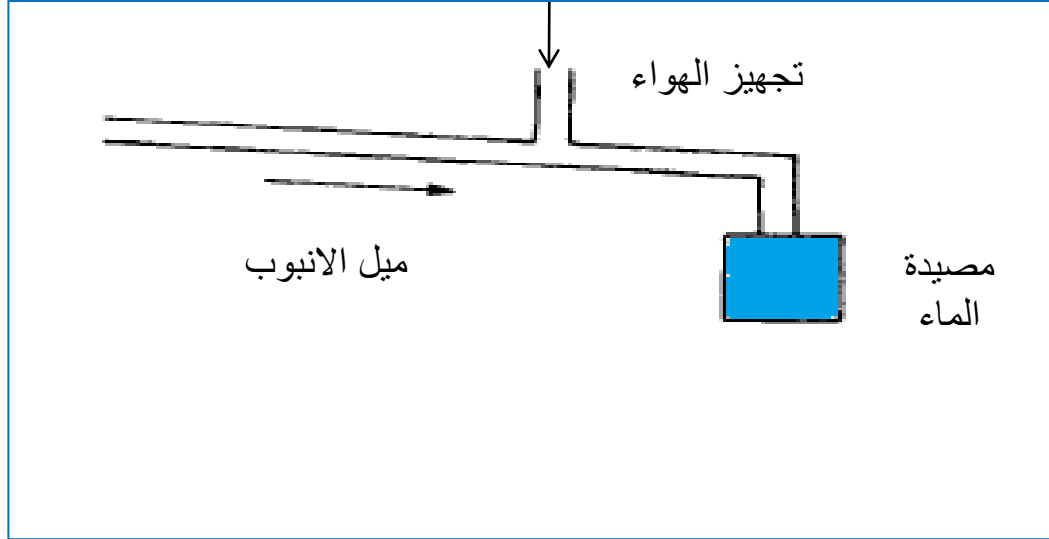 تجهيز الهواء
ميل الانبوب
مصيدة
الماء